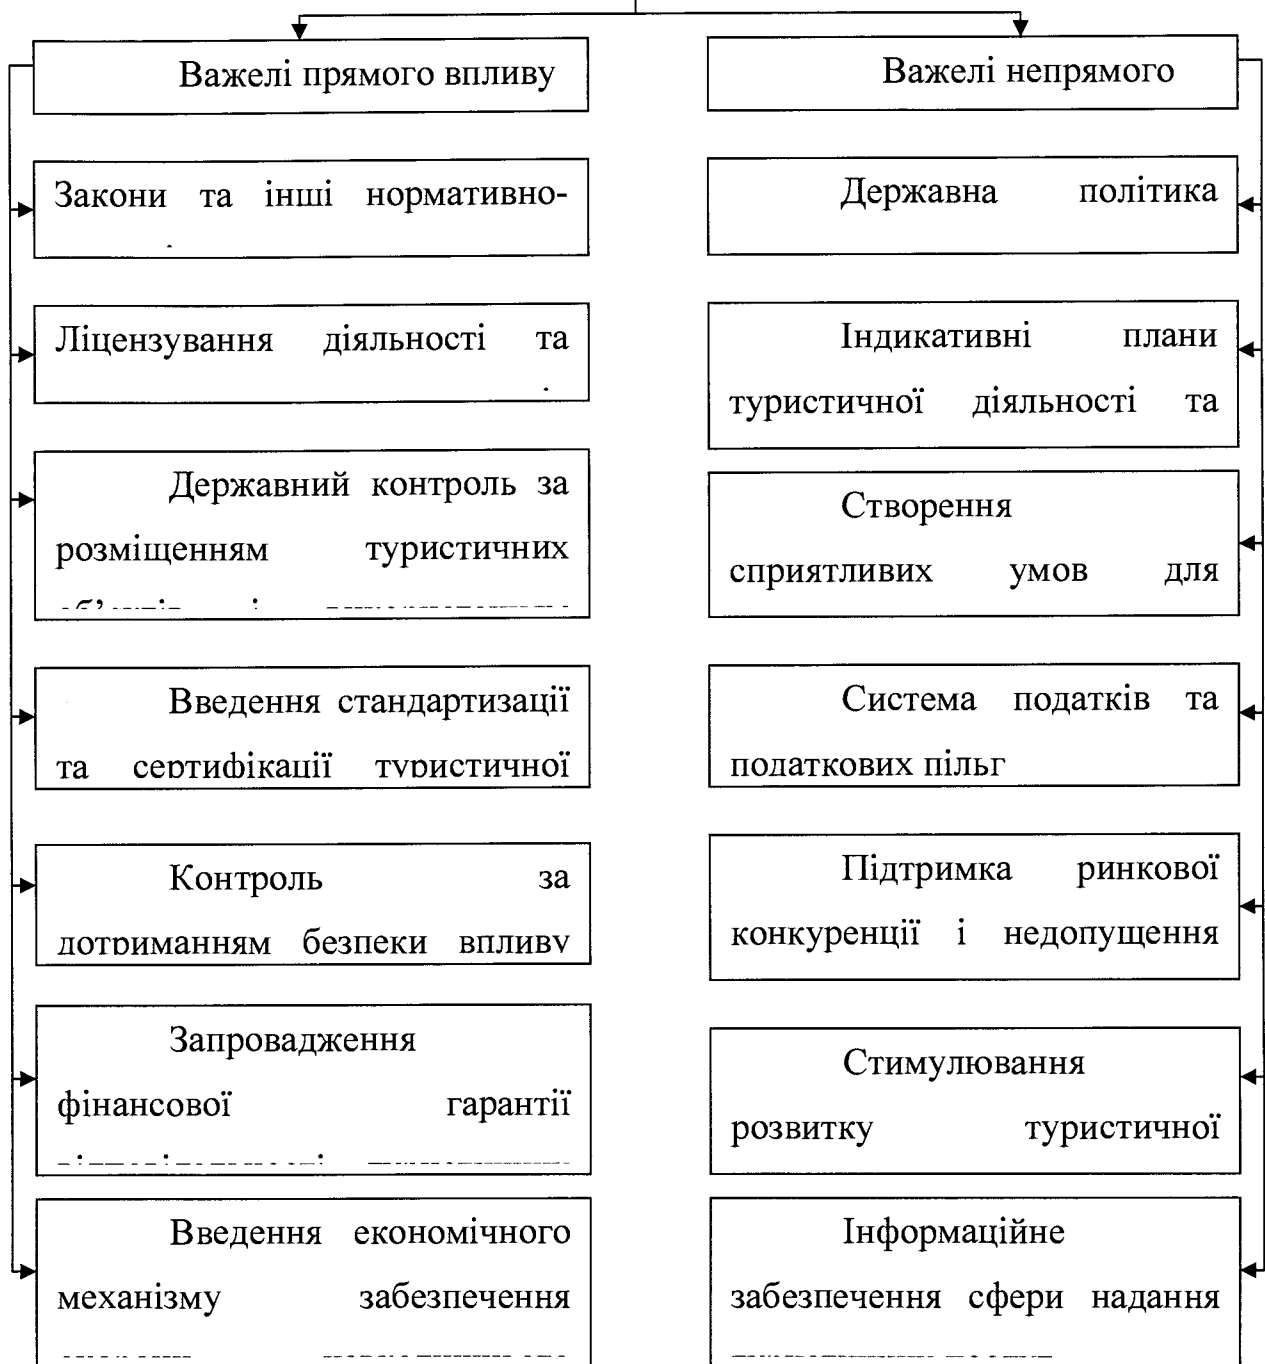 Важелі прямого впливу
Закони та інші нормативно-
Ліцензування діяльності та
Державний контроль за
розміщенням туристичних
Введення стандартизації
та сертифікації туристичної
Контроль за
дотриманням безпеки впливу
Запровадження
фінансової гарантії
Введення економічного
механізму забезпечення
Важелі непрямого
Державна політика
Індикативні плани
туристичної діяльності та
Створення
сприятливих умов для
Система податків та
податкових пільг
Підтримка ринкової
конкуренції і недопущення
Стимулювання
розвитку туристичної
Інформаційне
забезпечення сфери надання